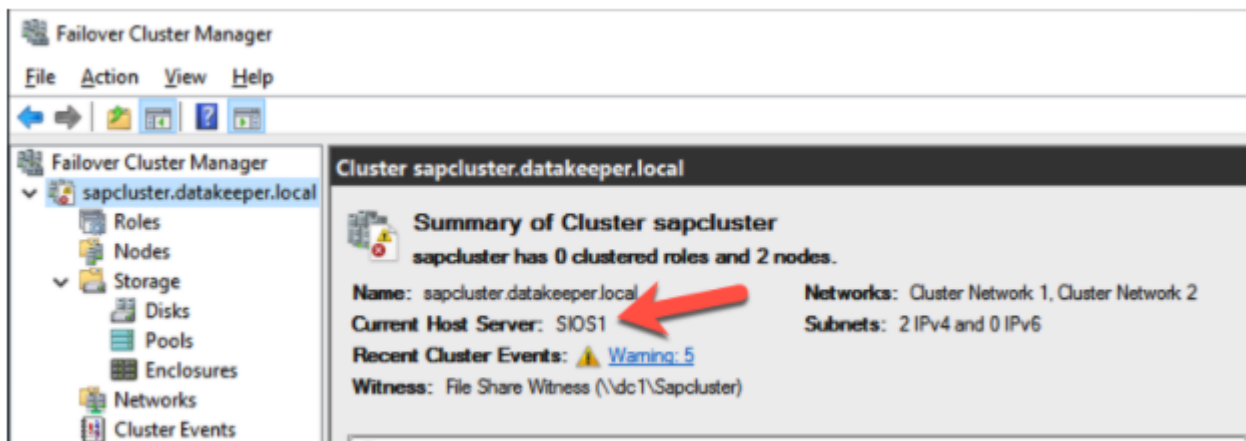 Failover Cluster Manager
File Action View Help
Failover Cluster Manager
sapcluster.datakeeper.local
Roles
Nodes
Storage
Disks
Pools
Enclosures
Networks
Cluster Events
Cluster sapcluster.datakeeper.local
Summary of Cluster sapcluster
sapcluster has 0 clustered roles and 2 nodes.
Name: sapcluster.datakeeper.local
Networks: Cluster Network 1, Cluster Network 2
Current Host Server: SIOS1
Subnets: 2 IPv4 and 0 IPv6
Recent Cluster Events: Warning: 5
Witness: File Share Witness (\\dc1\Sapcluster)